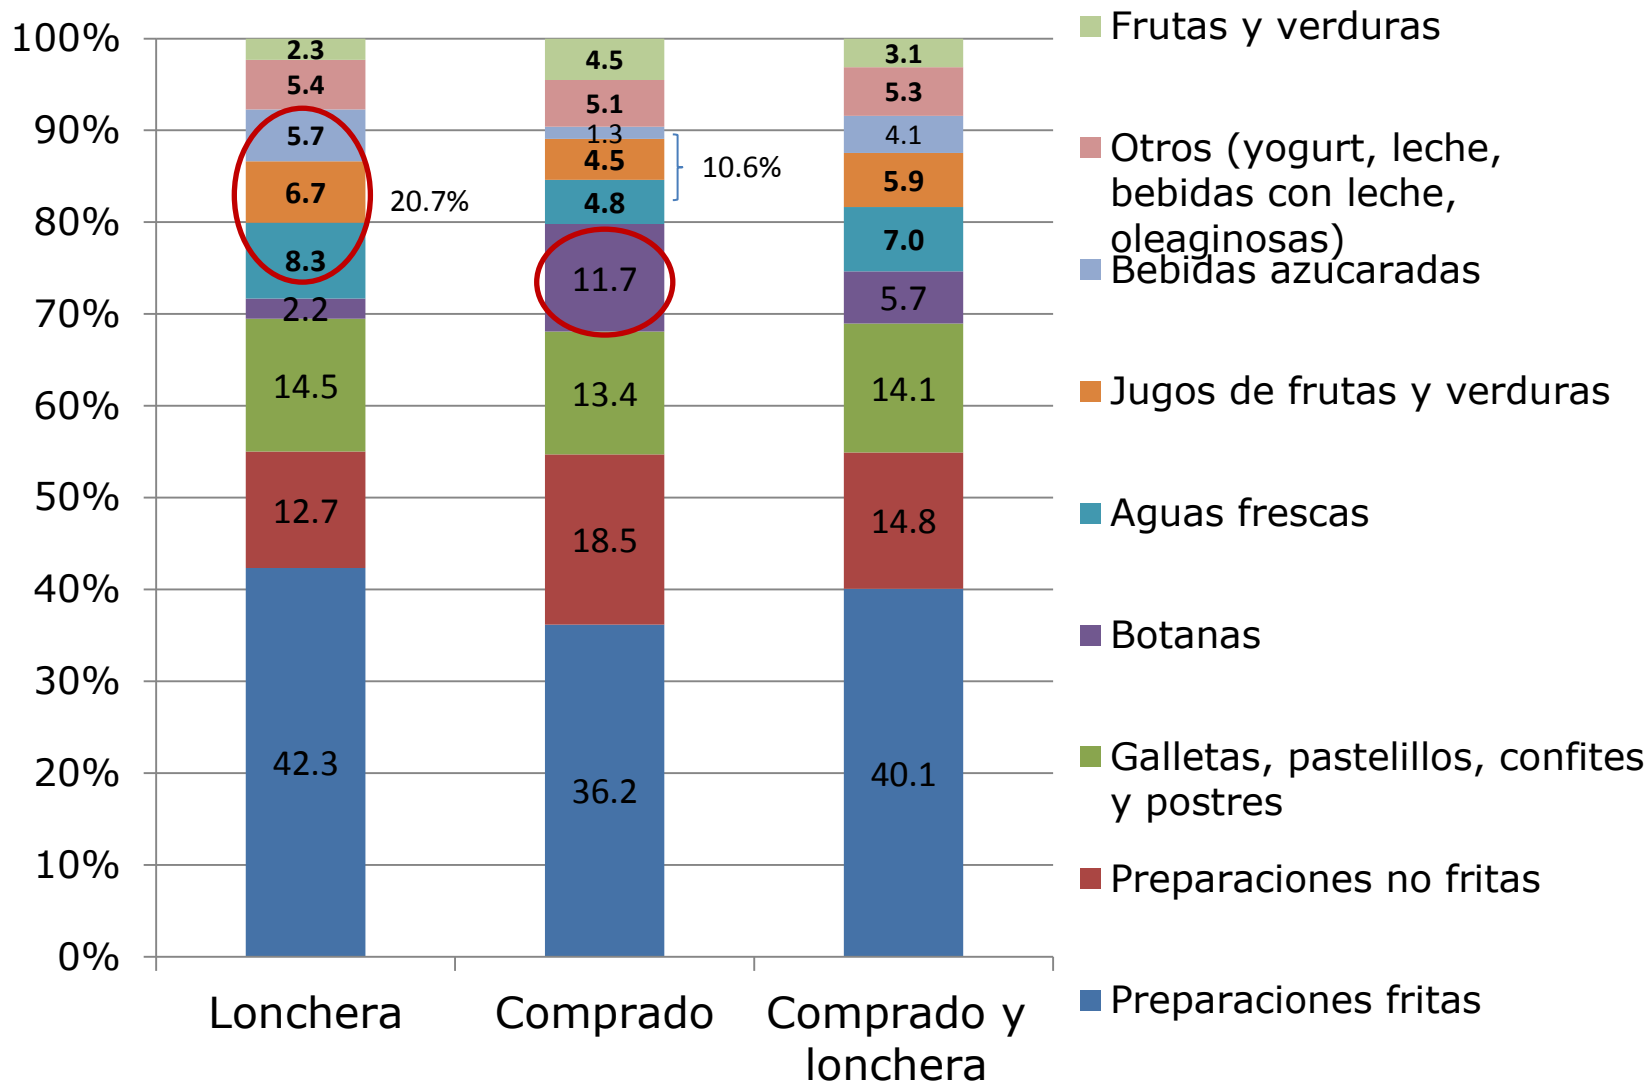 100%
90%
80%
70%
60%
50%
40%
30%
20%
10%
0%
2.3
5.4
5.7
6.7
8.3
2.2
14.5
12.7
42.3
20.7%
4.5
5.1
1.3
4.5
4.8
11.7
13.4
18.5
36.2
10.6%
3.1
5.3
4.1
5.9
7.0
5.7
14.1
14.8
40.1
Lonchera
Comprado
Comprado y
lonchera
Frutas y verduras
Otros (yogurt, leche,
bebidas con leche,
oleaginosas)
Bebidas azucaradas
Jugos de frutas y verduras
Aguas frescas
Botanas
Galletas, pastelillos, confites
y postres
Preparaciones no fritas
Preparaciones fritas